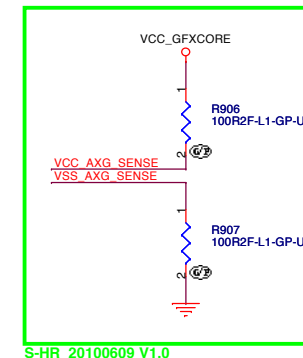 VCC_GFXCORE
1
R906
100R2F-L1-GP-U
2
G/P
VCC_AXG_SENSE
VSS_AXG_SENSE
1
R907
100R2F-L1-GP-U
2
G/P
S-HR 20100609 V1.0